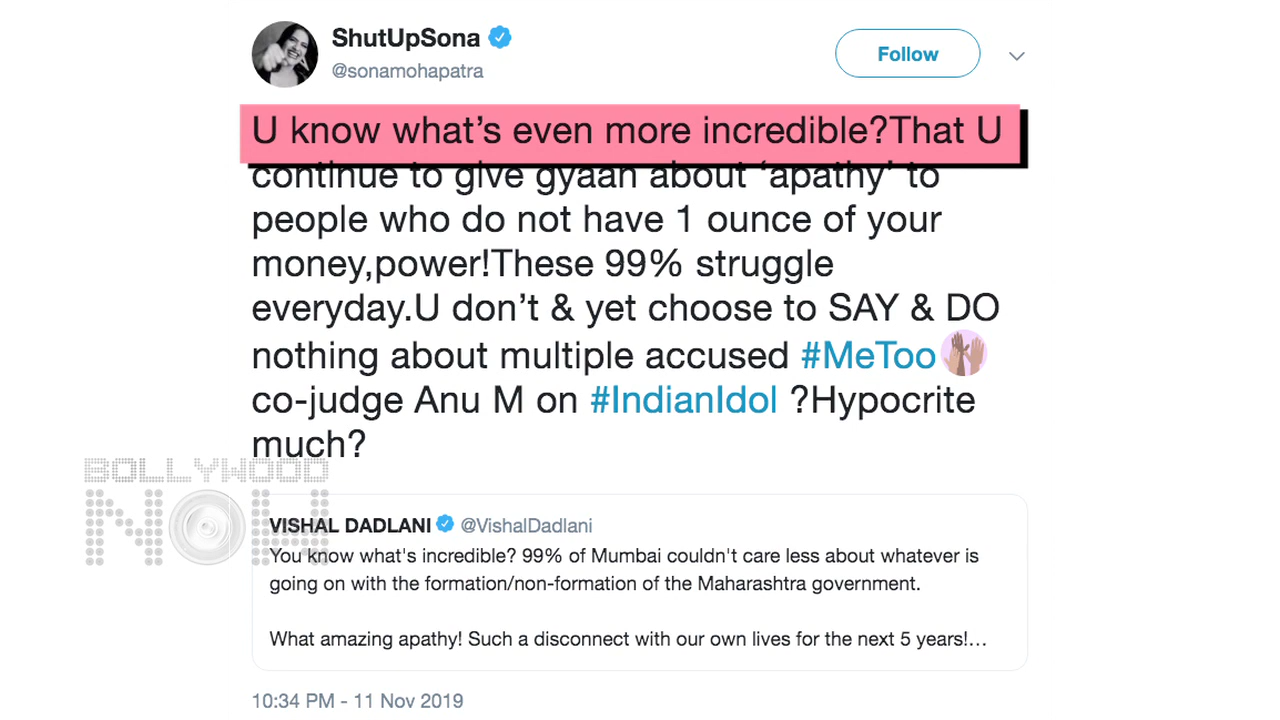 ShutUpSona
@sonamohapatra
Follow
U know what's even more incredible?That U
continue to give gyaan about ‘apathy’ to
people who do not have 1 ounce of your
money,power!These 99% struggle
everyday.U don’t & yet choose to SAY & DO
nothing about multiple accused #MeToo
co-judge Anu M on #IndianIdol ?Hypocrite
much?
BOLLYWOOD
NOW
VISHAL DADLANI @VishalDadlani
You know what's incredible? 99% of Mumbai couldn't care less about whatever is
going on with the formation/non-formation of the Maharashtra government.
What amazing apathy! Such a disconnect with our own lives for the next 5 years!...
10:34 PM - 11 Nov 2019